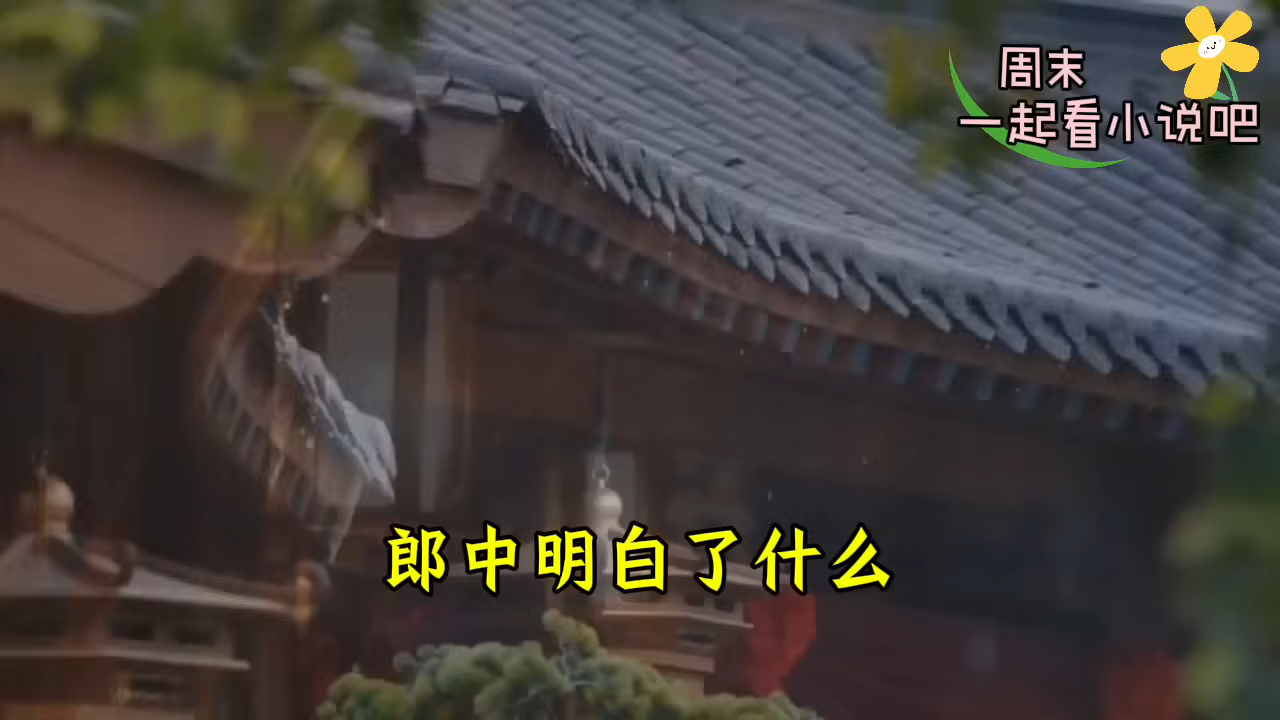 周末
一起看小说吧
郎中明白了什么